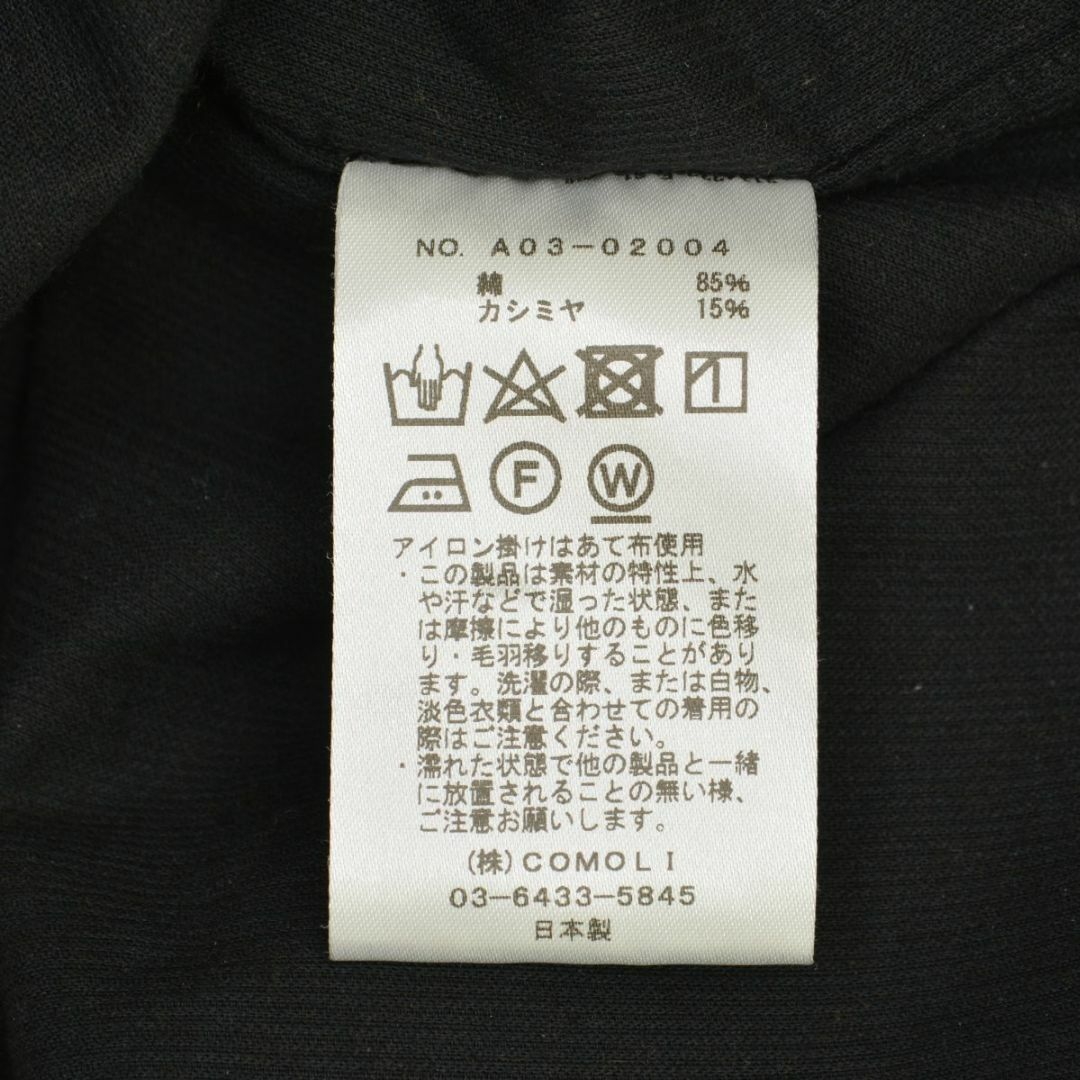 NO. A03-02004
綿 85%
カシミヤ 15%
F W
アイロン掛けはあて布使用
・この製品は素材の特性上、水
や汗などで湿った状態、また
は摩擦により他のものに色移
り・毛羽移りすることがあり
ます。洗濯の際、または白物、
淡色衣類と合わせての着用の
際はご注意ください。
・濡れた状態で他の製品と一緒
に放置されることの無い様、
ご注意お願いします。
(株)COMOLI
03-6433-5845
日本製